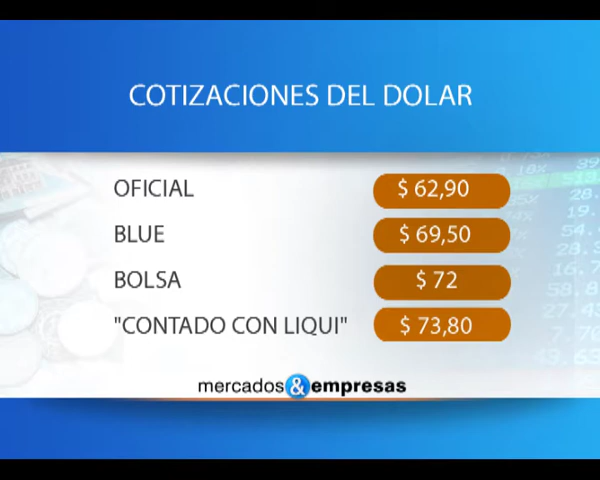 COTIZACIONES DEL DOLAR
OFICIAL $ 62,90
BLUE $ 69,50
BOLSA $ 72
"CONTADO CON LIQUI" $ 73,80
mercados&empresas